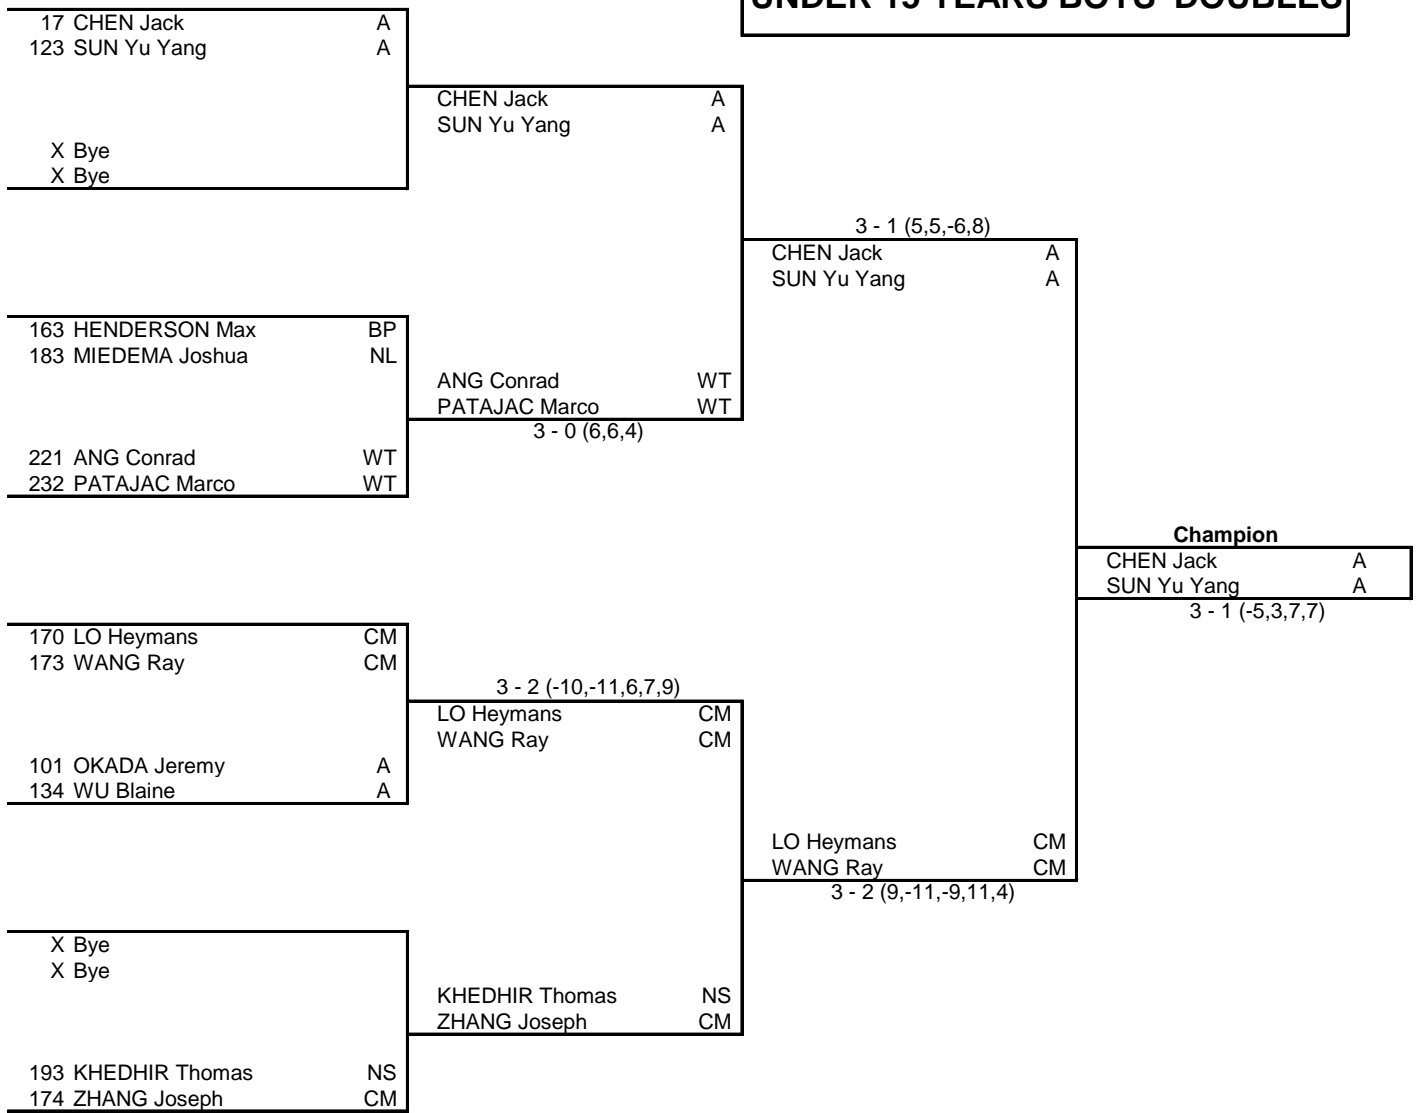 UNDER 15 YEARS BOYS' DOUBLES
17 CHEN Jack A
123 SUN Yu Yang A
CHEN Jack A
SUN Yu Yang A
X Bye
X Bye
3 - 1 (5,5,-6,8)
CHEN Jack A
SUN Yu Yang A
163 HENDERSON Max BP
183 MIEDEMA Joshua NL
ANG Conrad WT
PATAJAC Marco WT
3 - 0 (6,6,4)
221 ANG Conrad WT
232 PATAJAC Marco WT
Champion
CHEN Jack A
SUN Yu Yang A
3 - 1 (-5,3,7,7)
170 LO Heymans CM
173 WANG Ray CM
3 - 2 (-10,-11,6,7,9)
LO Heymans CM
WANG Ray CM
101 OKADA Jeremy A
134 WU Blaine A
LO Heymans CM
WANG Ray CM
3 - 2 (9,-11,-9,11,4)
X Bye
X Bye
KHEDHIR Thomas NS
ZHANG Joseph CM
193 KHEDHIR Thomas NS
174 ZHANG Joseph CM